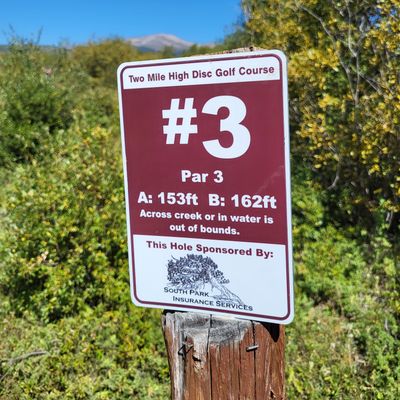 Two Mile High Disc Golf Course
#3
Par 3
A: 153ft B: 162ft
Across creek or in water is
out of bounds.
This Hole Sponsored By:
South Park
Insurance Services